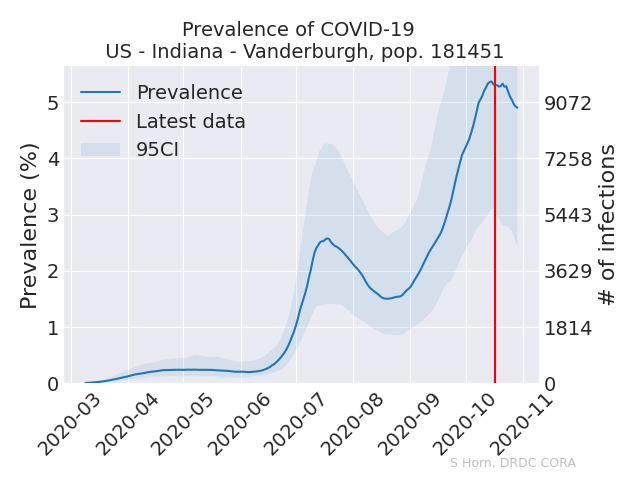 Prevalence of COVID-19
US - Indiana - Vanderburgh, pop. 181451
Prevalence
Latest data
95CI
Prevalence (%)
5
4
3
2
1
0
9072
7258
5443
3629
1814
0
# of infections
2020-03
2020-04
2020-05
2020-06
2020-07
2020-08
2020-09
2020-10
2020-11
S Horn, DRDC CORA